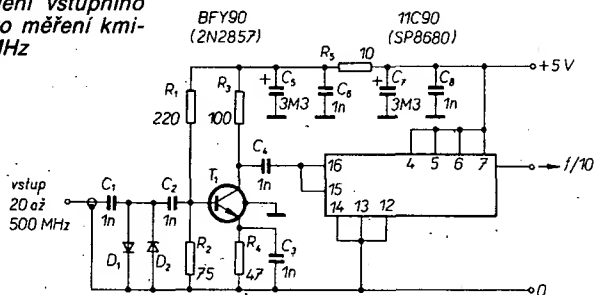 ení vstupního
o měření kmi-
MHz
BFY90
(2N2857)
11C90
(SP8680)
R5 10
+5 V
R1
220
R3
100
C5
3M3
C6
1n
C7
3M3
C8
1n
C4
1n
T1
16
15
14 13 12
4 5 6 7
f/10
vstup
20 až
500 MHz
C1
1n
C2
1n
D1
D2
R2
75
R4
47
C3
1n
0